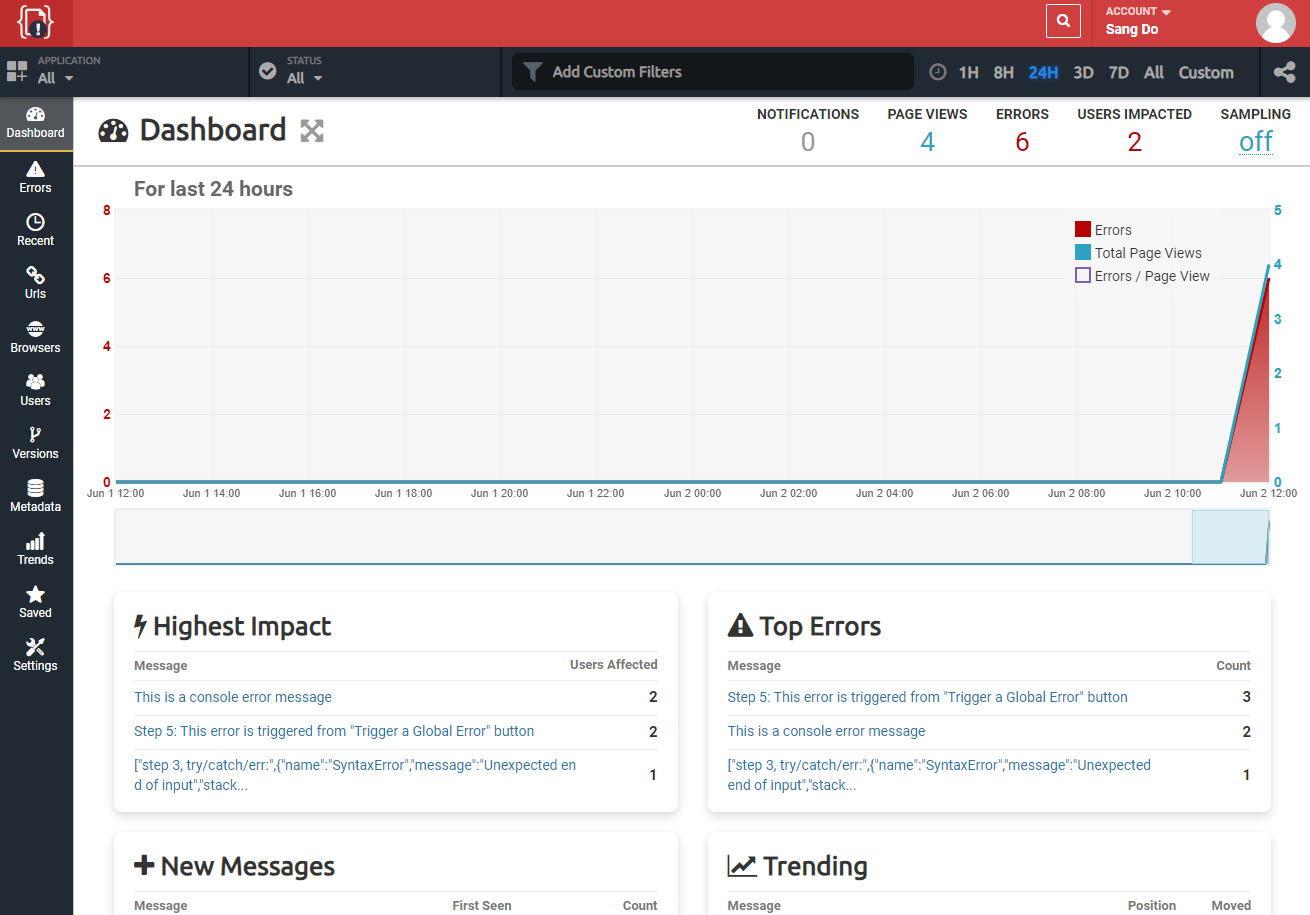 ACCOUNT
Sang Do
APPLICATION
All
STATUS
All
Add Custom Filters
1H 8H 24H 3D 7D All Custom
Dashboard
Errors
Recent
Urls
www
Browsers
Users
Versions
Metadata
Trends
Saved
Settings
Dashboard
NOTIFICATIONS PAGE VIEWS ERRORS USERS IMPACTED SAMPLING
0 4 6 2 off
For last 24 hours
8
6
4
2
0
Errors
Total Page Views
Errors / Page View
5
4
3
2
1
0
Jun 1 12:00 Jun 1 14:00 Jun 1 16:00 Jun 1 18:00 Jun 1 20:00 Jun 1 22:00 Jun 2 00:00 Jun 2 02:00 Jun 2 04:00 Jun 2 06:00 Jun 2 08:00 Jun 2 10:00 Jun 2 12:00
Highest Impact
Message Users Affected
This is a console error message 2
Step 5: This error is triggered from "Trigger a Global Error" button 2
["step 3, try/catch/err:",{"name":"SyntaxError","message":"Unexpected en
d of input","stack... 1
Top Errors
Message Count
Step 5: This error is triggered from "Trigger a Global Error" button 3
This is a console error message 2
["step 3, try/catch/err:",{"name":"SyntaxError","message":"Unexpected
end of input","stack... 1
New Messages
Message First Seen Count
Trending
Message Position Moved